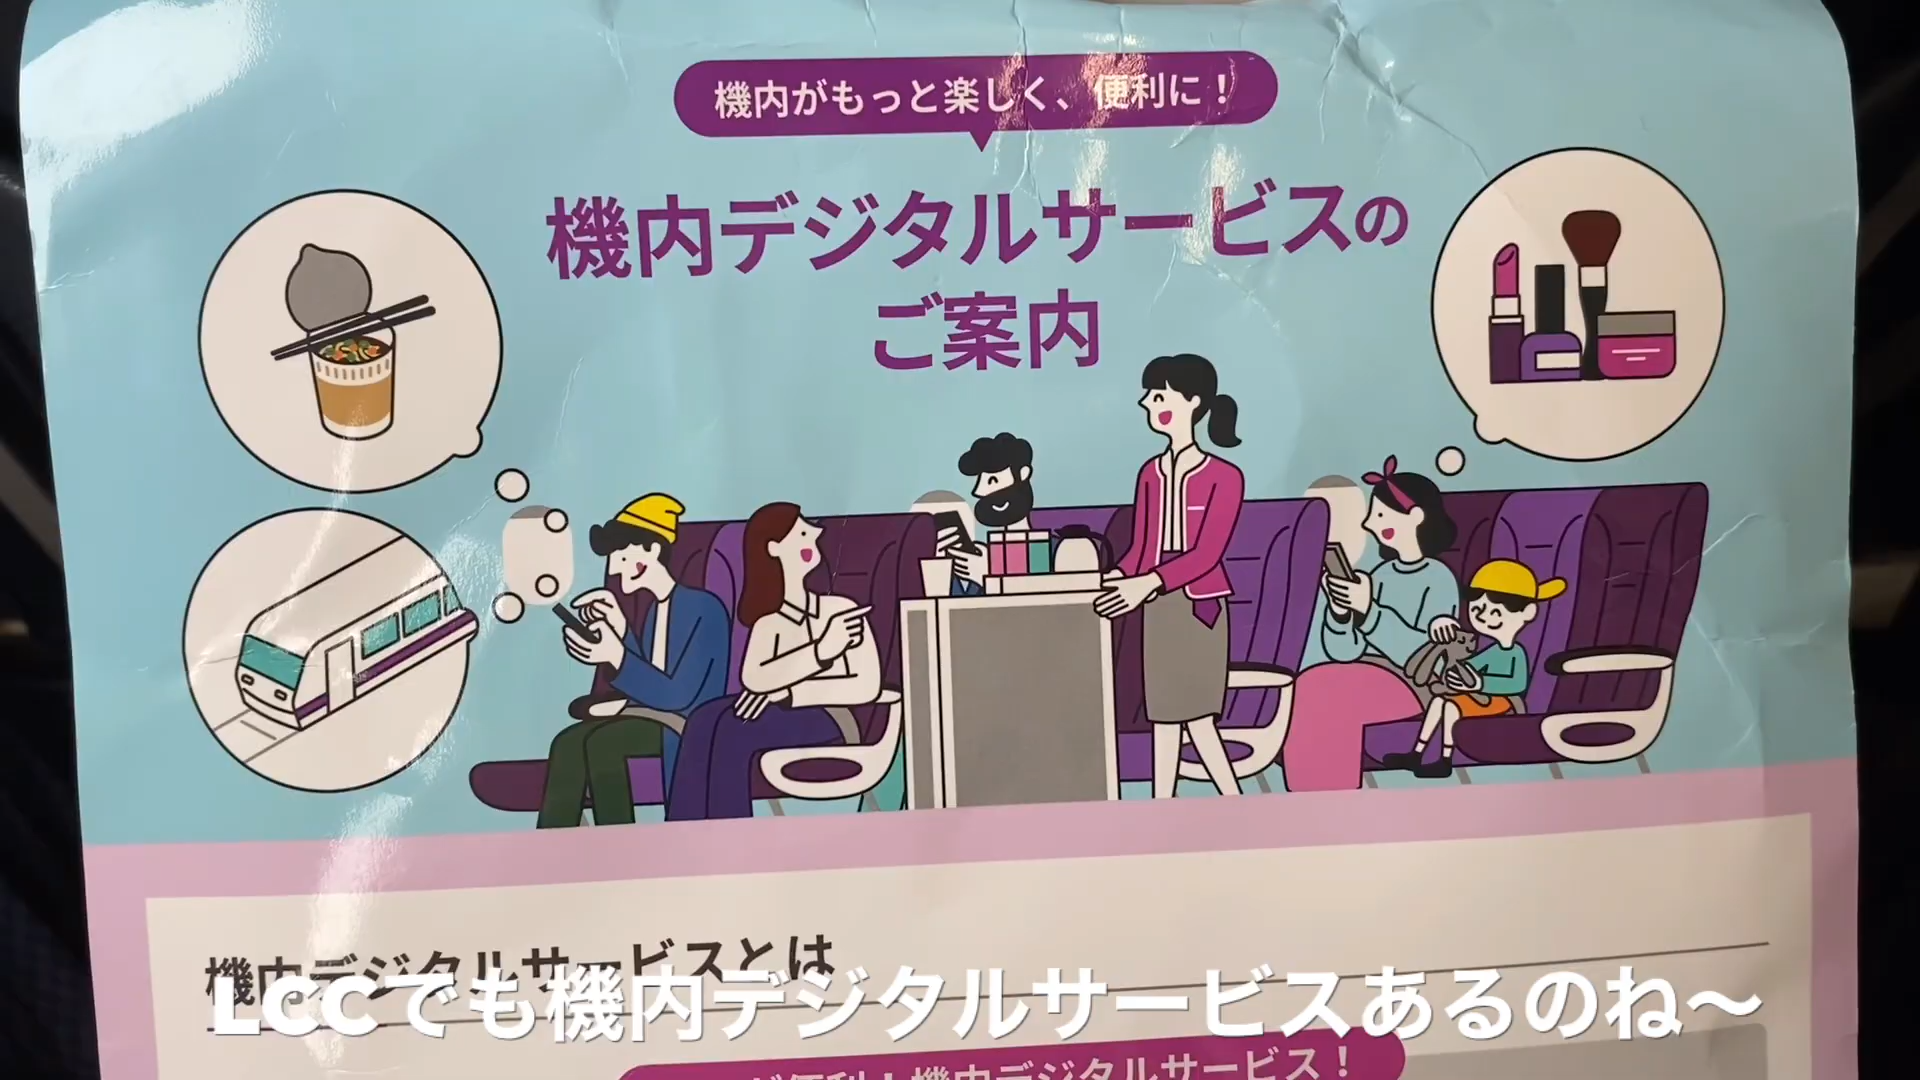 機内がもっと楽しく、便利に！
機内デジタルサービスの
ご案内
機内デジタルサービスとは
LCCでも機内デジタルサービスあるのね〜
便利！機内デジタルサービス！